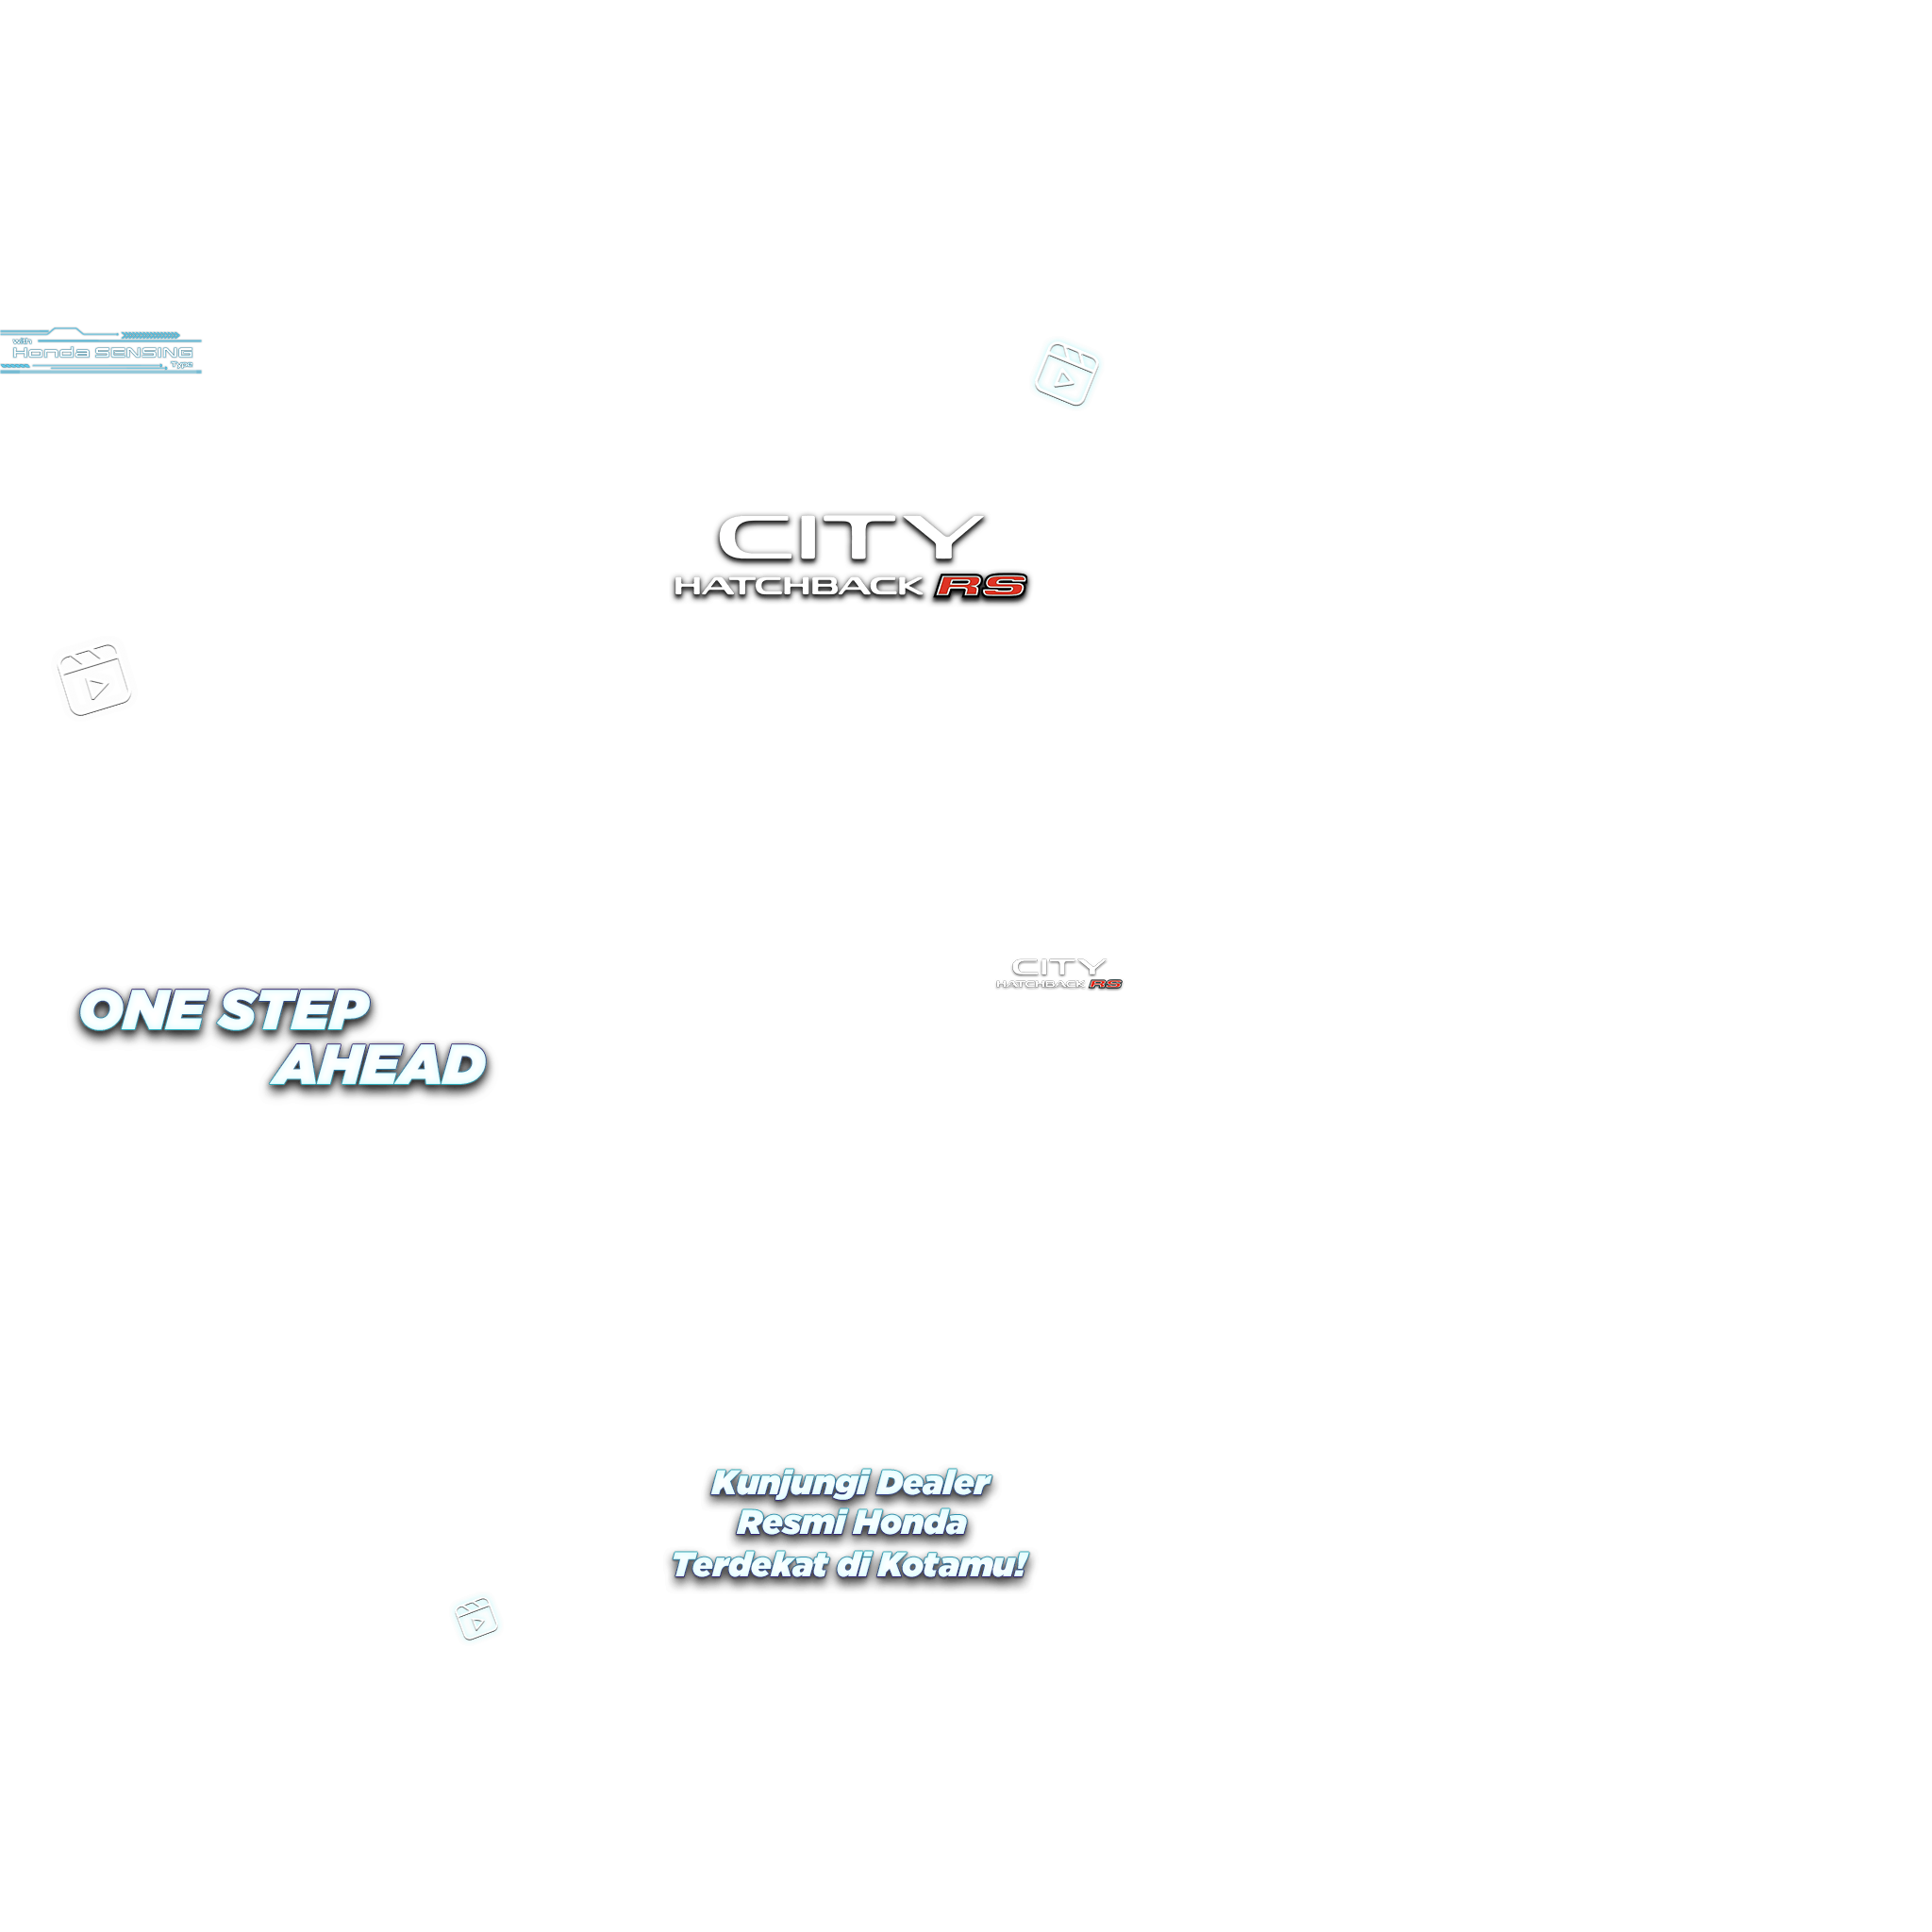 with
Honda SENSING
Type
CITY
HATCHBACK RS
CITY
HATCHBACK RS
ONE STEP
AHEAD
Kunjungi Dealer
Resmi Honda
Terdekat di Kotamu!